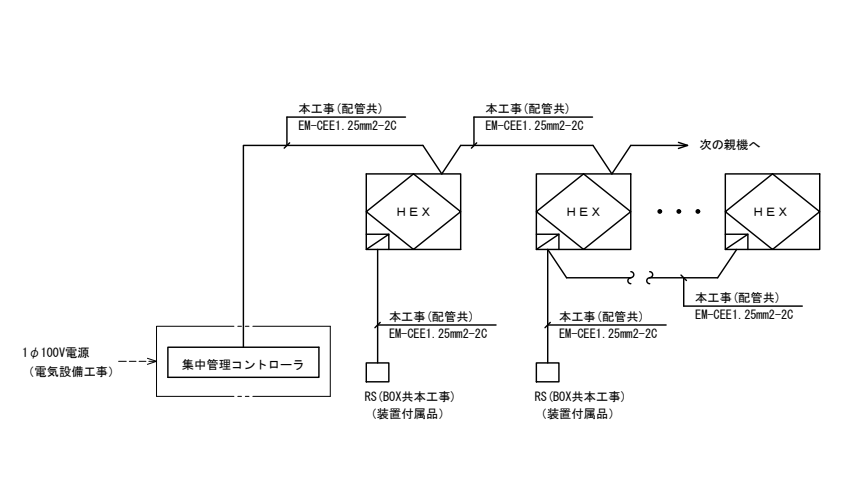 本工事(配管共)
EM-CEE1.25mm2-2C
本工事(配管共)
EM-CEE1.25mm2-2C
次の親機へ
HEX
HEX
HEX
本工事(配管共)
EM-CEE1.25mm2-2C
本工事(配管共)
EM-CEE1.25mm2-2C
本工事(配管共)
EM-CEE1.25mm2-2C
1φ100V電源
(電気設備工事)
集中管理コントローラ
RS(BOX共本工事)
(装置付属品)
RS(BOX共本工事)
(装置付属品)